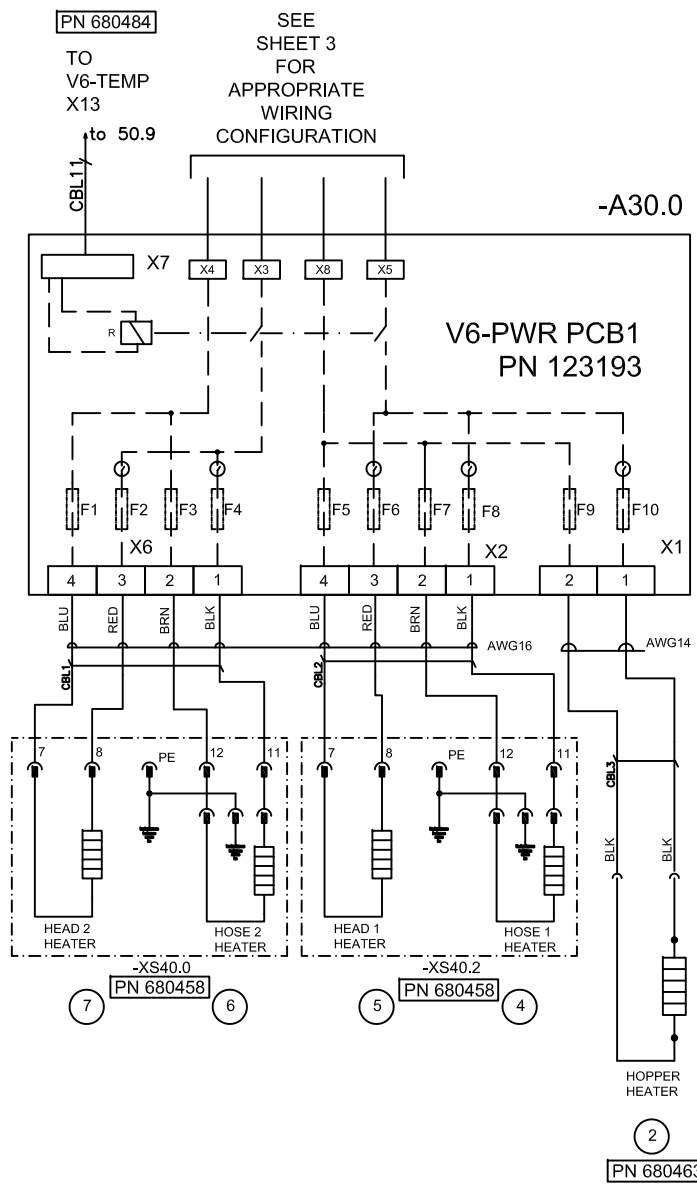 PN 680484
TO
V6-TEMP
X13
to 50.9
CBL11
SEE
SHEET 3
FOR
APPROPRIATE
WIRING
CONFIGURATION
-A30.0
X7
X4
X3
X8
X5
R
V6-PWR PCB1
PN 123193
F1
F2
F3
F4
F5
F6
F7
F8
F9
F10
X6
X2
X1
4
3
2
1
4
3
2
1
2
1
BLU
RED
BRN
BLK
BLU
RED
BRN
BLK
AWG16
AWG14
CBL1
CBL2
CBL3
7
8
PE
12
11
7
8
PE
12
11
BLK
BLK
HEAD 2
HEATER
HOSE 2
HEATER
HEAD 1
HEATER
HOSE 1
HEATER
-XS40.0
PN 680458
-XS40.2
PN 680458
7
6
5
4
HOPPER
HEATER
2
PN 680463